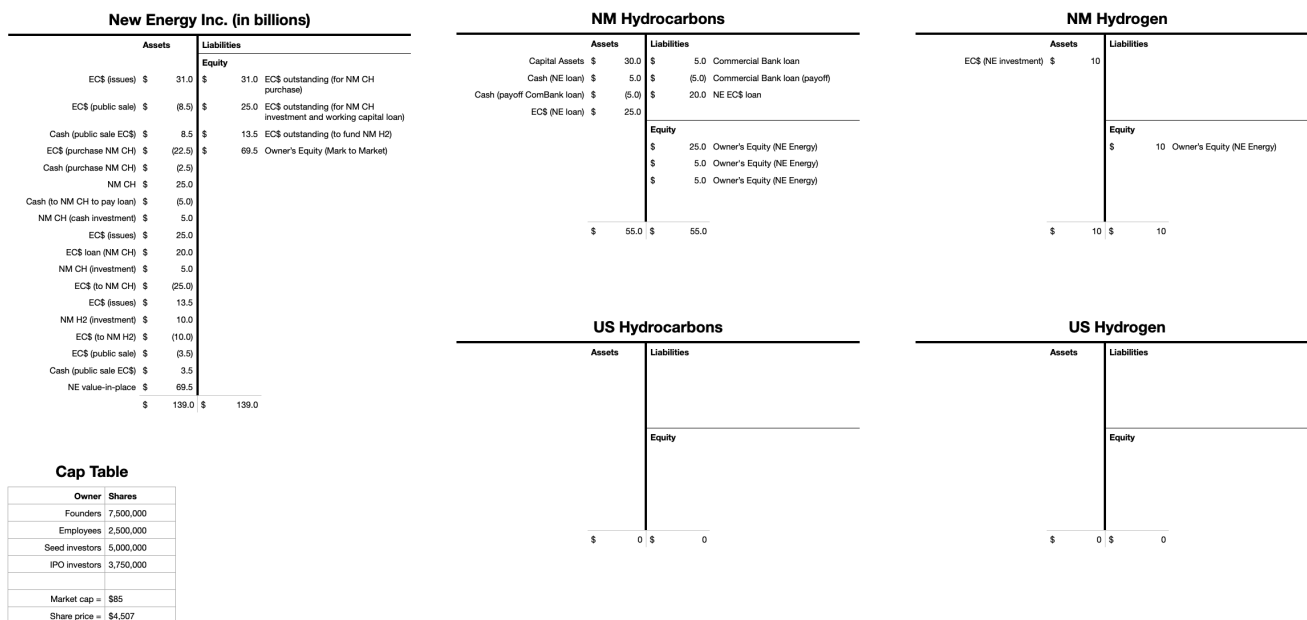 New Energy Inc. (in billions)
Assets Liabilities
Equity
EC$ (issues) $ 31.0 $ 31.0 EC$ outstanding (for NM CH
purchase)
EC$ (public sale) $ (8.5) $ 25.0 EC$ outstanding (for NM CH
investment and working capital loan)
Cash (public sale EC$) $ 8.5 $ 13.5 EC$ outstanding (to fund NM H2)
EC$ (purchase NM CH) $ (22.5) $ 69.5 Owner's Equity (Mark to Market)
Cash (purchase NM CH) $ (2.5)
NM CH $ 25.0
Cash (to NM CH to pay loan) $ (5.0)
NM CH (cash investment) $ 5.0
EC$ (issues) $ 25.0
EC$ loan (NM CH) $ 20.0
NM CH (investment) $ 5.0
EC$ (to NM CH) $ (25.0)
EC$ (issues) $ 13.5
NM H2 (investment) $ 10.0
EC$ (to NM H2) $ (10.0)
EC$ (public sale) $ (3.5)
Cash (public sale EC$) $ 3.5
NE value-in-place $ 69.5
$ 139.0 $ 139.0
NM Hydrocarbons
Assets Liabilities
Capital Assets $ 30.0 $ 5.0 Commercial Bank loan
Cash (NE loan) $ 5.0 $ (5.0) Commercial Bank loan (payoff)
Cash (payoff ComBank loan) $ (5.0) $ 20.0 NE EC$ loan
EC$ (NE loan) $ 25.0
Equity
$ 25.0 Owner's Equity (NE Energy)
$ 5.0 Owner's Equity (NE Energy)
$ 5.0 Owner's Equity (NE Energy)
$ 55.0 $ 55.0
NM Hydrogen
Assets Liabilities
EC$ (NE investment) $ 10
Equity
$ 10 Owner's Equity (NE Energy)
$ 10 $ 10
US Hydrocarbons
Assets Liabilities
Equity
$ 0 $ 0
US Hydrogen
Assets Liabilities
Equity
$ 0 $ 0
Cap Table
Owner Shares
Founders 7,500,000
Employees 2,500,000
Seed investors 5,000,000
IPO investors 3,750,000
Market cap = $85
Share price = $4,507